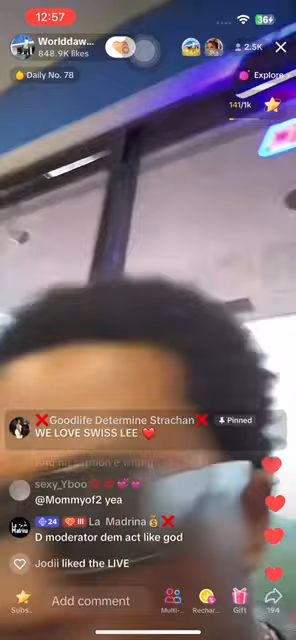 12:57
36
Worlddaw...
848.9K likes
2.5K
Daily No. 78
Explore
141/1k
❌Goodlife Determine Strachan❌
Pinned
WE LOVE SWISS LEE ❤️
sexy_Yboo
@Mommyof2 yea
24 III La Madrina💰❌
D moderator dem act like god
Jodii liked the LIVE
Subs...
Add comment
Multi-...
Rechar...
Gift
194